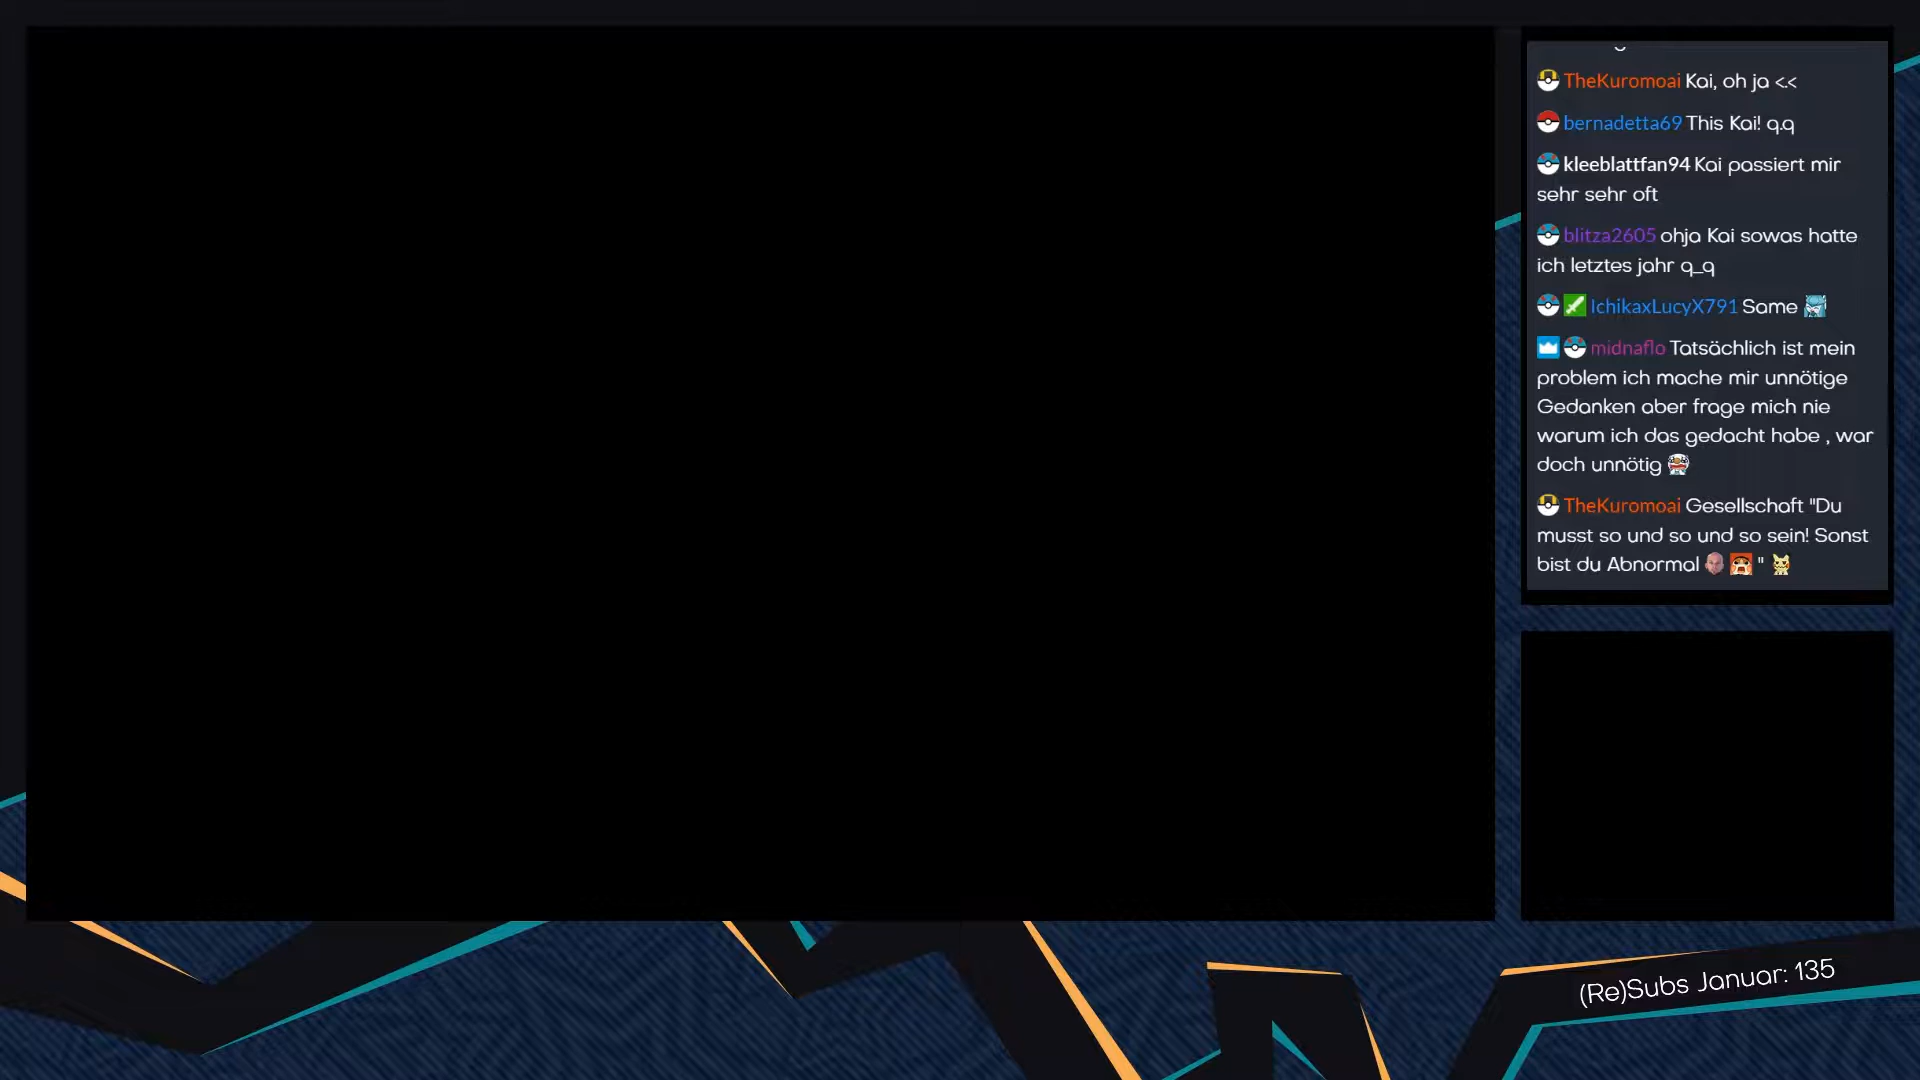 TheKuromoai Kai, oh ja <.<
bernadetta69 This Kai! q.q
kleeblattfan94 Kai passiert mir
sehr sehr oft
blitza2605 ohja Kai sowas hatte
ich letztes jahr q_q
IchikaxLucyX791 Same
midnaflo Tatsächlich ist mein
problem ich mache mir unnötige
Gedanken aber frage mich nie
warum ich das gedacht habe , war
doch unnötig
TheKuromoai Gesellschaft "Du
musst so und so und so sein! Sonst
bist du Abnormal "
(Re)Subs Januar: 135